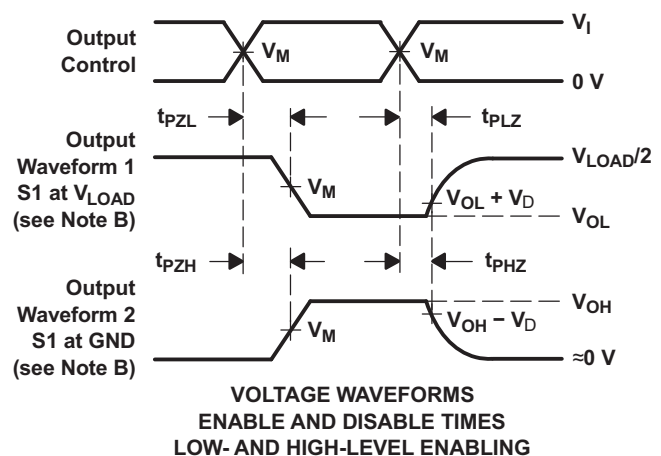 Output
Control
V_M
V_M
V_I
0 V
t_PZL
t_PLZ
Output
Waveform 1
S1 at V_LOAD
(see Note B)
V_M
V_LOAD/2
V_OL + V_D
V_OL
t_PZH
t_PHZ
Output
Waveform 2
S1 at GND
(see Note B)
V_M
V_OH
V_OH − V_D
≈0 V
VOLTAGE WAVEFORMS
ENABLE AND DISABLE TIMES
LOW- AND HIGH-LEVEL ENABLING